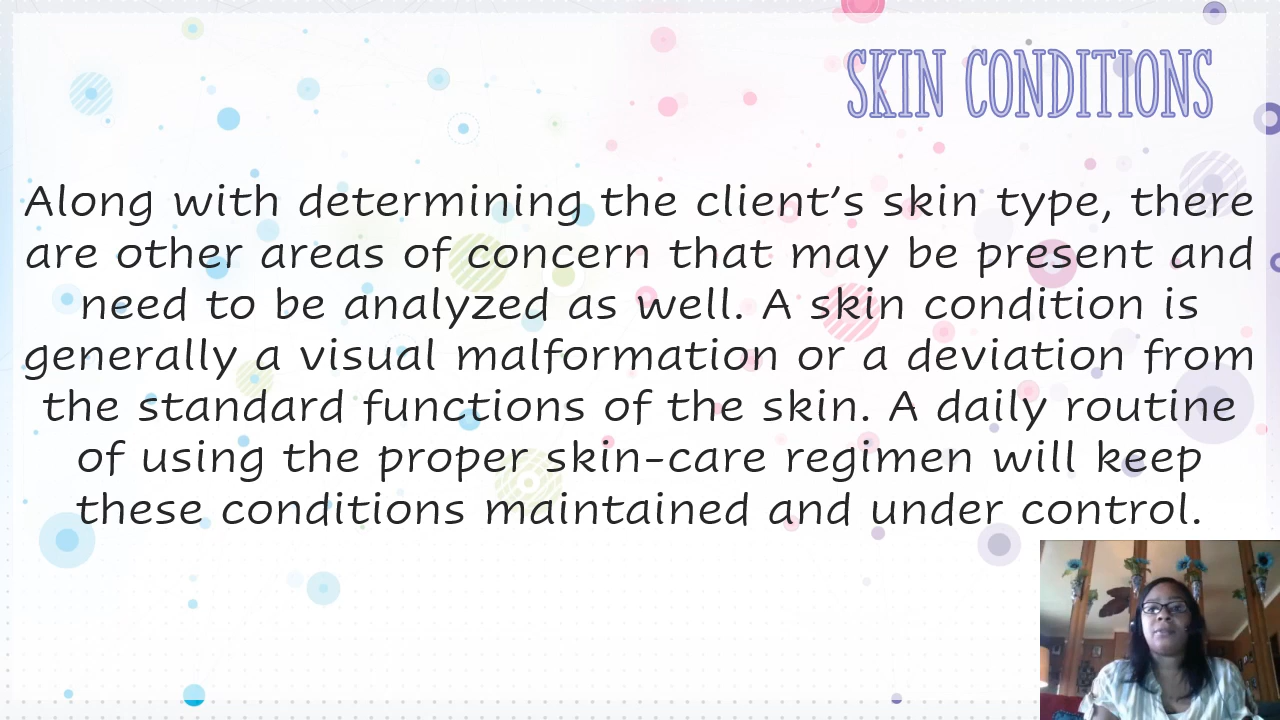 SKIN CONDITIONS
Along with determining the client’s skin type, there
are other areas of concern that may be present and
need to be analyzed as well. A skin condition is
generally a visual malformation or a deviation from
the standard functions of the skin. A daily routine
of using the proper skin-care regimen will keep
these conditions maintained and under control.